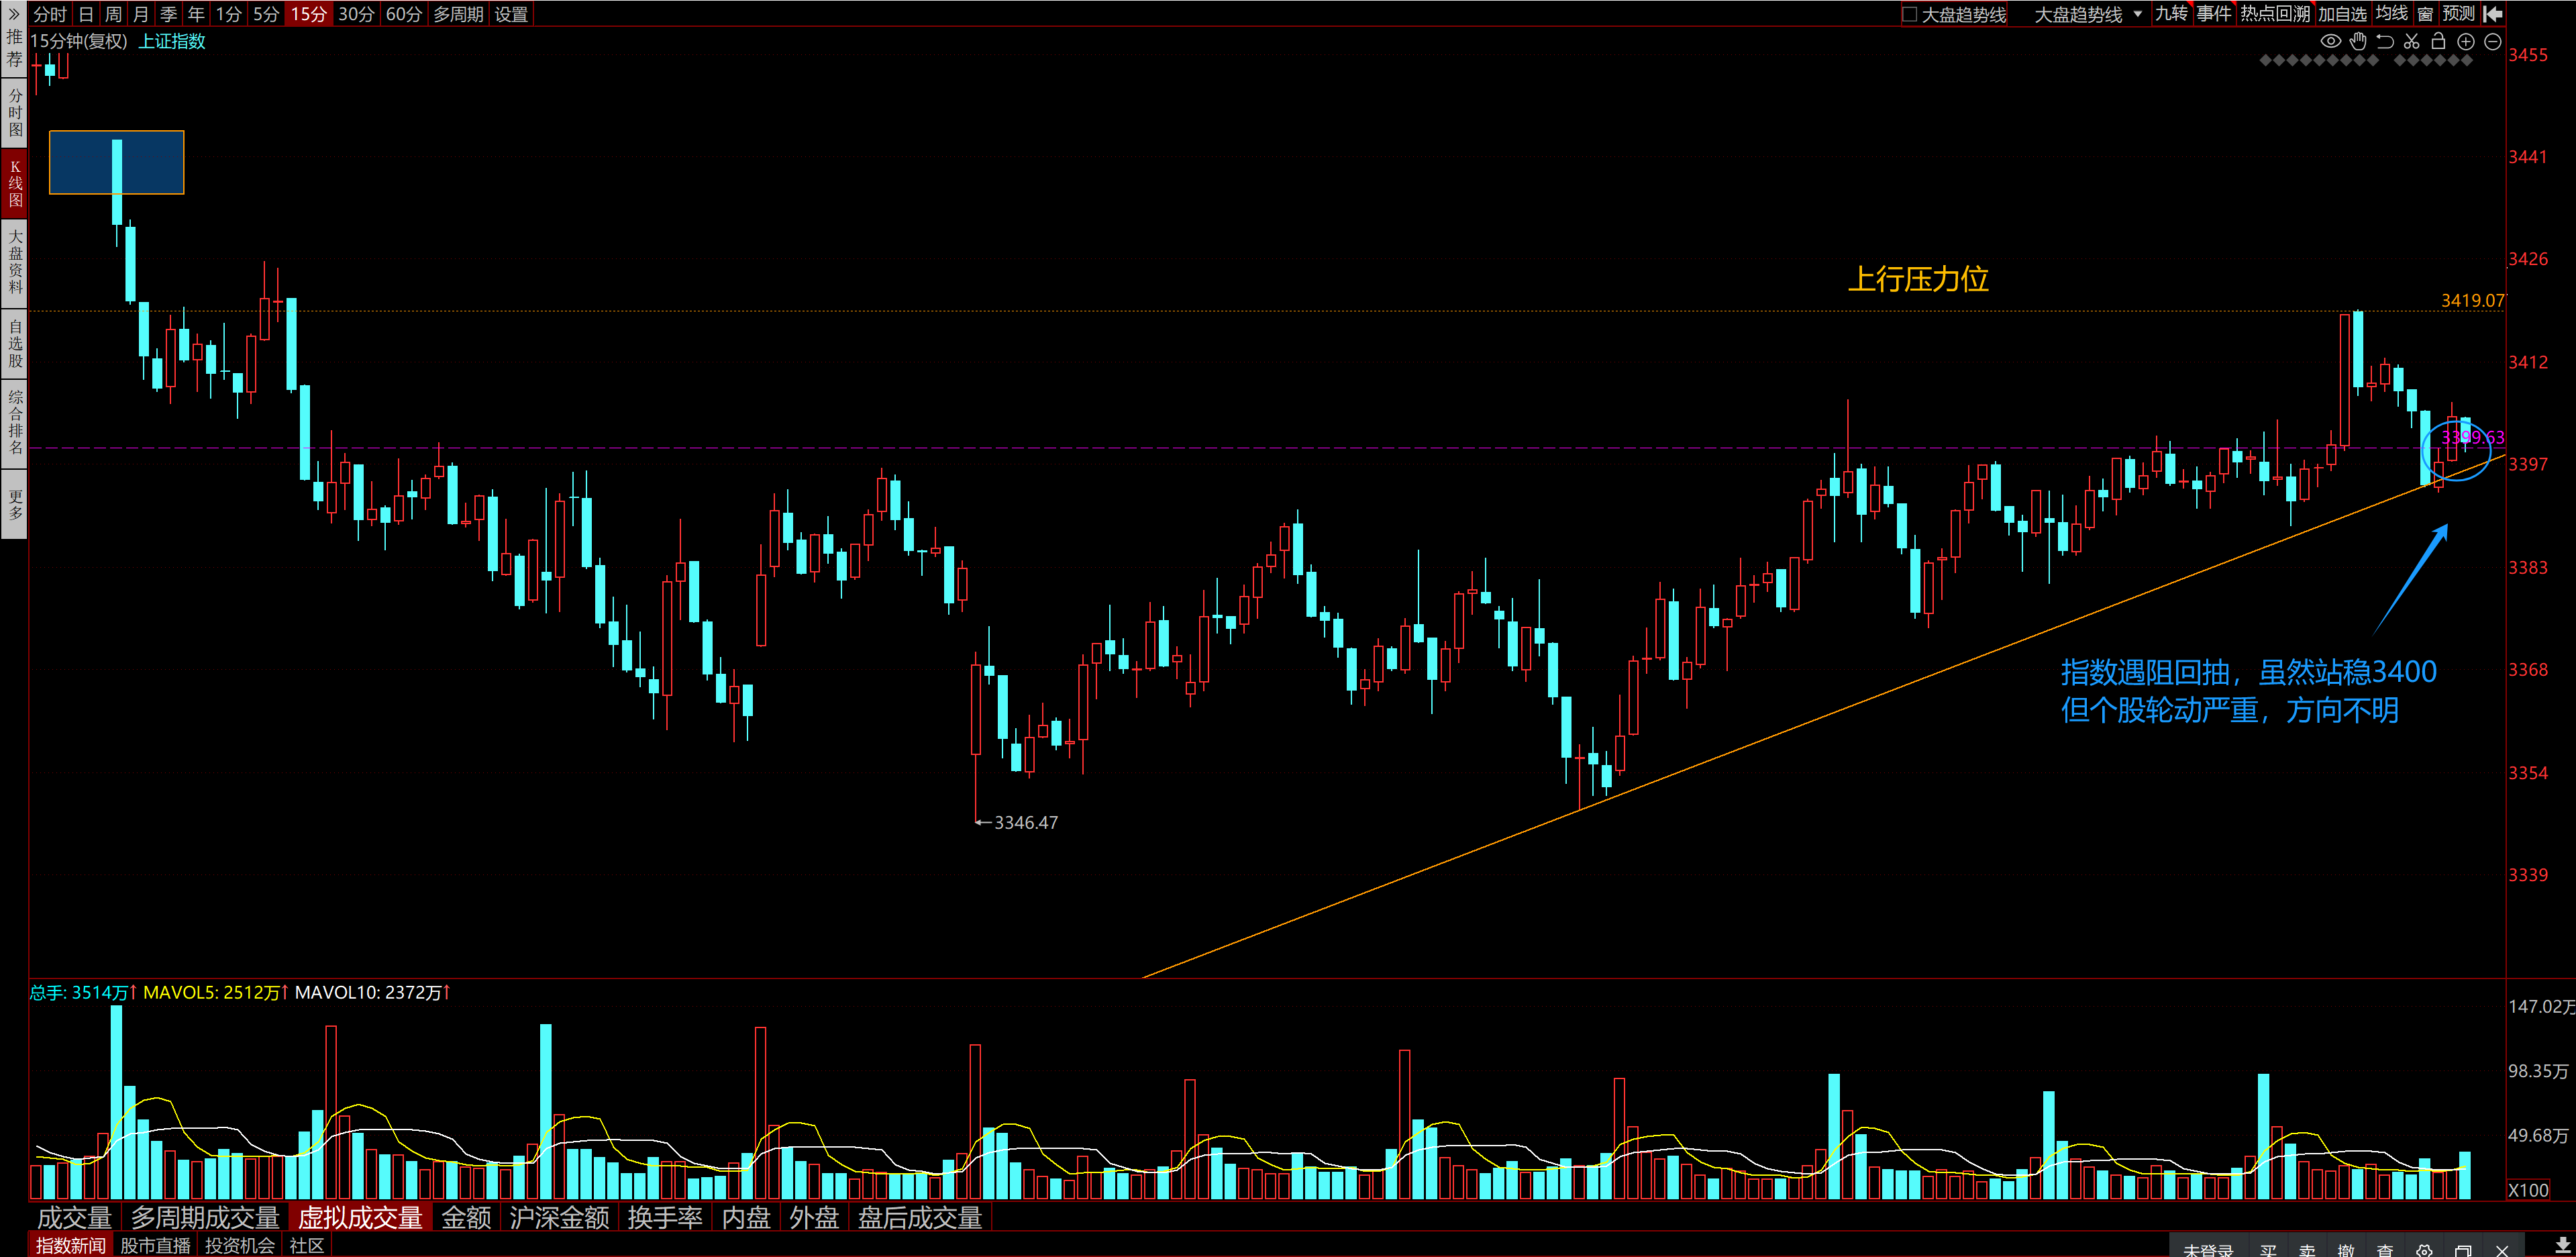 » 分时 日 周 月 季 年 1分 5分 15分 30分 60分 多周期 设置 大盘趋势线 大盘趋势线 九转 事件 热点回溯 加自选 均线 窗 预测
推荐
分时图
K线图
大盘资料
自选股
综合排名
更多
15分钟(复权) 上证指数
3455
3441
3426
上行压力位
3419.07
3412
3399.63
3397
3383
指数遇阻回抽，虽然站稳3400
但个股轮动严重，方向不明
3368
3354
3346.47
3339
总手: 3514万↑ MAVOL5: 2512万↑ MAVOL10: 2372万↑
147.02万
98.35万
49.68万
X100
成交量 多周期成交量 虚拟成交量 金额 沪深金额 换手率 内盘 外盘 盘后成交量
指数新闻 股市直播 投资机会 社区
未登录 买 卖 撤 查